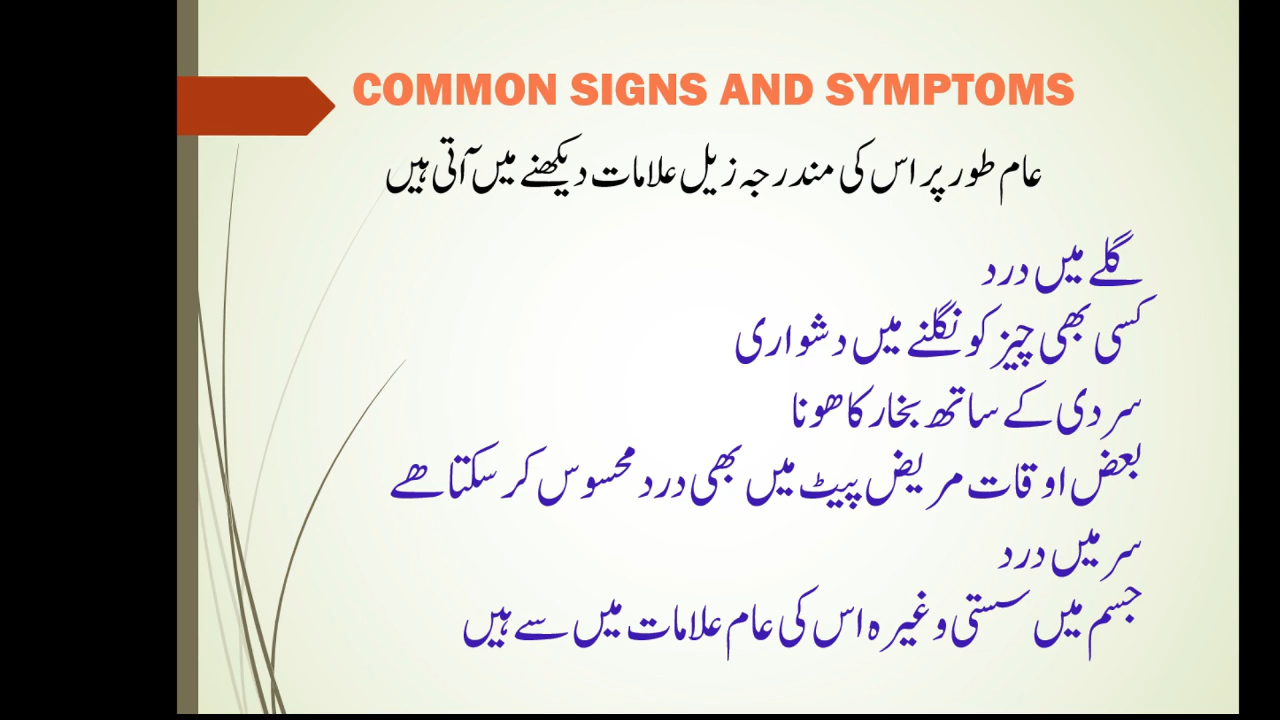 COMMON SIGNS AND SYMPTOMS
عام طور پر اس کی مندرجہ زیل علامات دیکھنے میں آتی ہیں
گلے میں درد
کسی بھی چیز کو نگلنے میں دشواری
سردی کے ساتھ بخار کا ھونا
بعض اوقات مریض پیٹ میں بھی درد محسوس کر سکتا ھے
سر میں درد
جسم میں سستی وغیرہ اس کی عام علامات میں سے ہیں